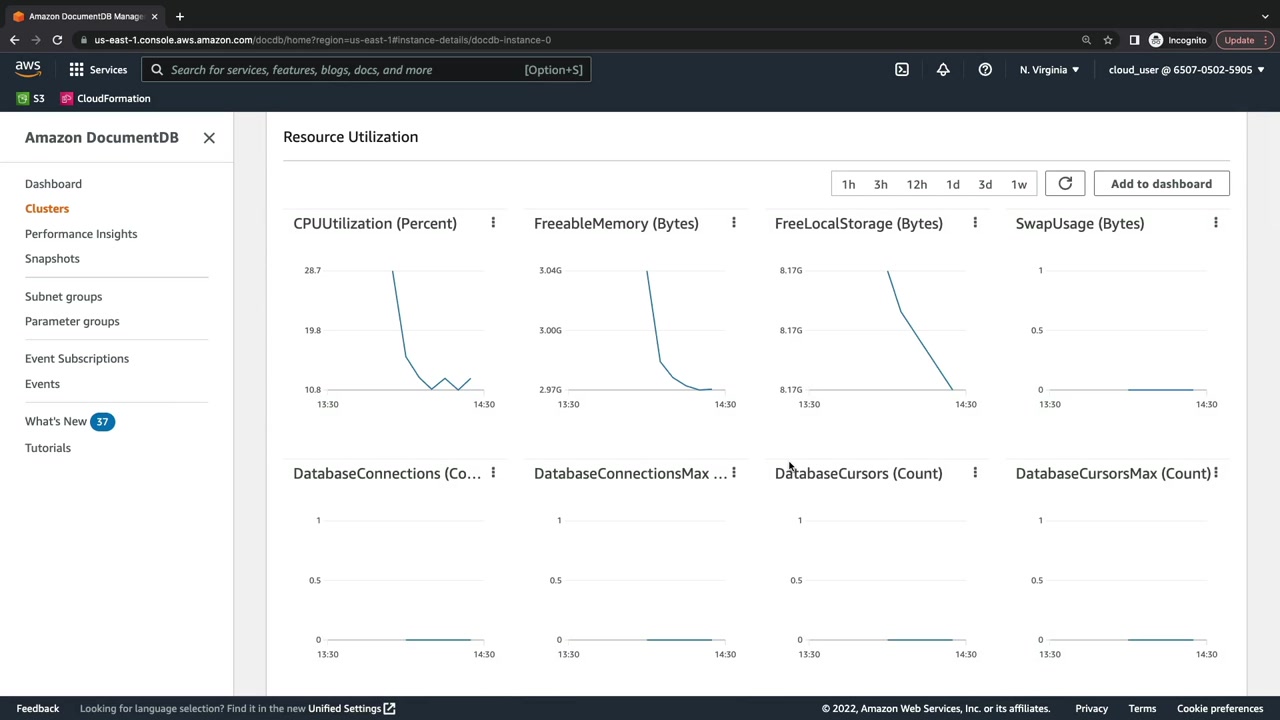 Amazon DocumentDB Manage
us-east-1.console.aws.amazon.com/docdb/home?region=us-east-1#instance-details/docdb-instance-0
Incognito
Update
aws
Services
Search for services, features, blogs, docs, and more
[Option+S]
N. Virginia
cloud_user @ 6507-0502-5905
S3
CloudFormation
Amazon DocumentDB
Dashboard
Clusters
Performance Insights
Snapshots
Subnet groups
Parameter groups
Event Subscriptions
Events
What's New 37
Tutorials
Resource Utilization
1h 3h 12h 1d 3d 1w
Add to dashboard
CPUUtilization (Percent)
28.7
19.8
10.8
13:30 14:30
FreeableMemory (Bytes)
3.04G
3.00G
2.97G
13:30 14:30
FreeLocalStorage (Bytes)
8.17G
8.17G
8.17G
13:30 14:30
SwapUsage (Bytes)
1
0.5
0
13:30 14:30
DatabaseConnections (Co...
1
0.5
0
13:30 14:30
DatabaseConnectionsMax ...
1
0.5
0
13:30 14:30
DatabaseCursors (Count)
1
0.5
0
13:30 14:30
DatabaseCursorsMax (Count)
1
0.5
0
13:30 14:30
Feedback
Looking for language selection? Find it in the new Unified Settings
© 2022, Amazon Web Services, Inc. or its affiliates.
Privacy
Terms
Cookie preferences